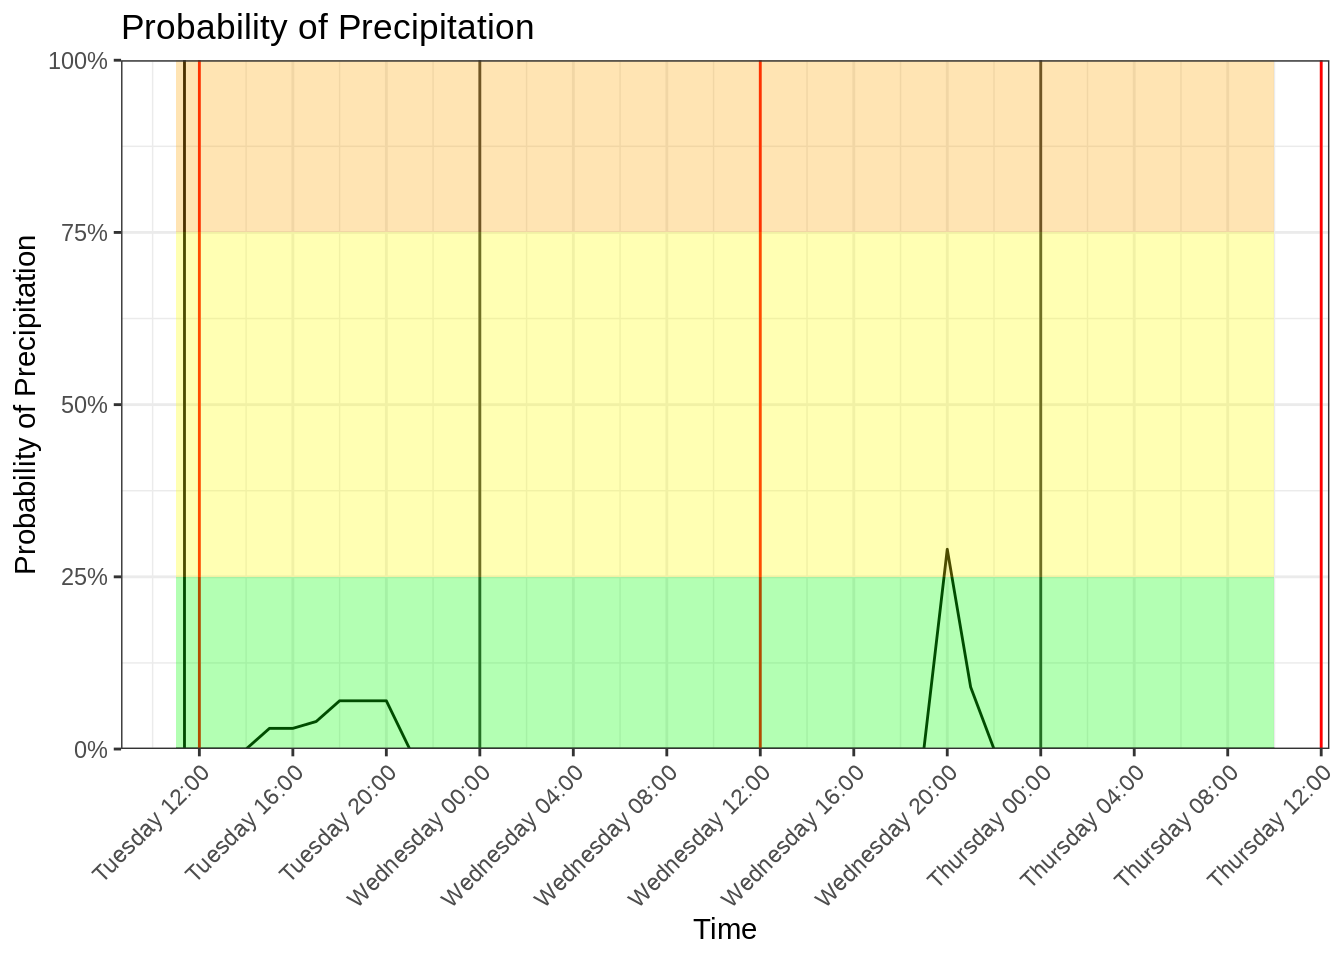 Probability of Precipitation
Probability of Precipitation
100%
75%
50%
25%
0%
Tuesday 12:00
Tuesday 16:00
Tuesday 20:00
Wednesday 00:00
Wednesday 04:00
Wednesday 08:00
Wednesday 12:00
Wednesday 16:00
Wednesday 20:00
Thursday 00:00
Thursday 04:00
Thursday 08:00
Thursday 12:00
Time